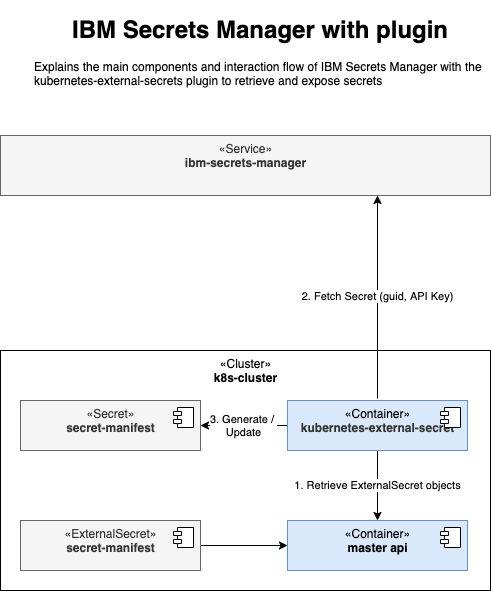 IBM Secrets Manager with plugin
Explains the main components and interaction flow of IBM Secrets Manager with the
kubernetes-external-secrets plugin to retrieve and expose secrets
«Service»
ibm-secrets-manager
2. Fetch Secret (guid, API Key)
«Cluster»
k8s-cluster
«Secret»
secret-manifest
3. Generate /
Update
«Container»
kubernetes-external-secret
1. Retrieve ExternalSecret objects
«ExternalSecret»
secret-manifest
«Container»
master api